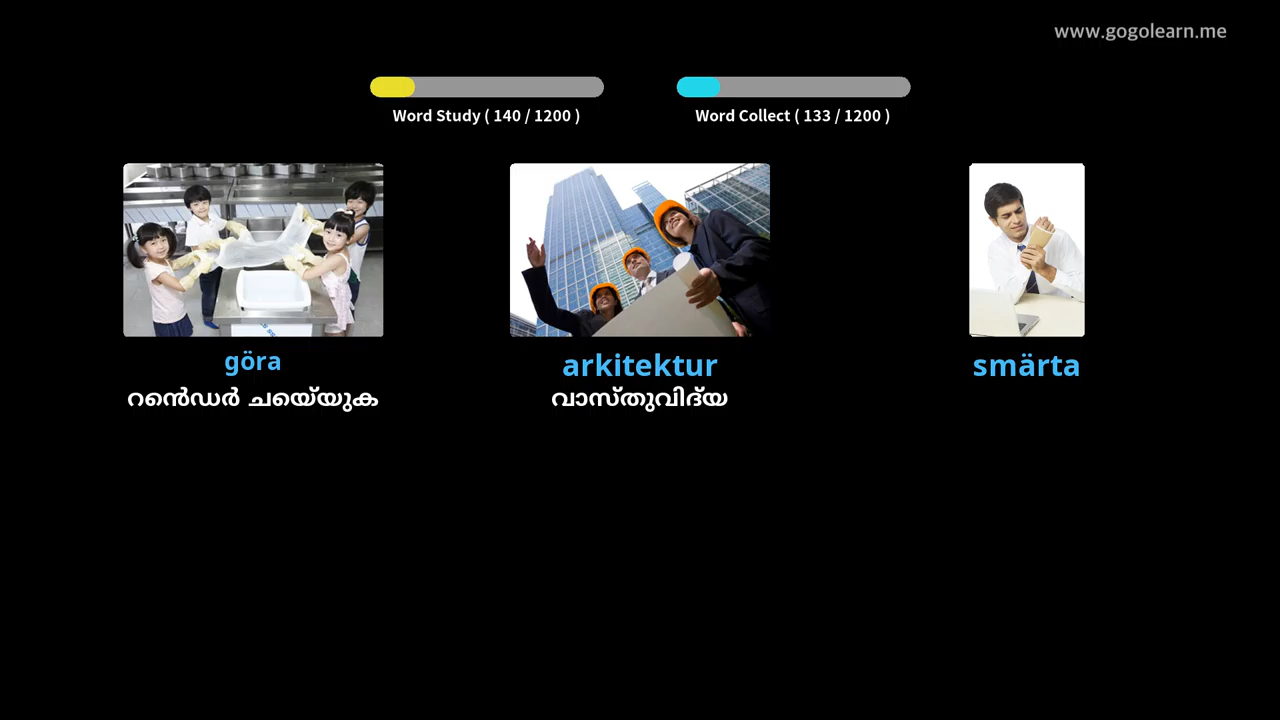 www.gogolearn.me
Word Study ( 140 / 1200 )
Word Collect ( 133 / 1200 )
göra
റെൻഡർ ചെയ്യുക
arkitektur
വാസ്തുവിദ്യ
smärta